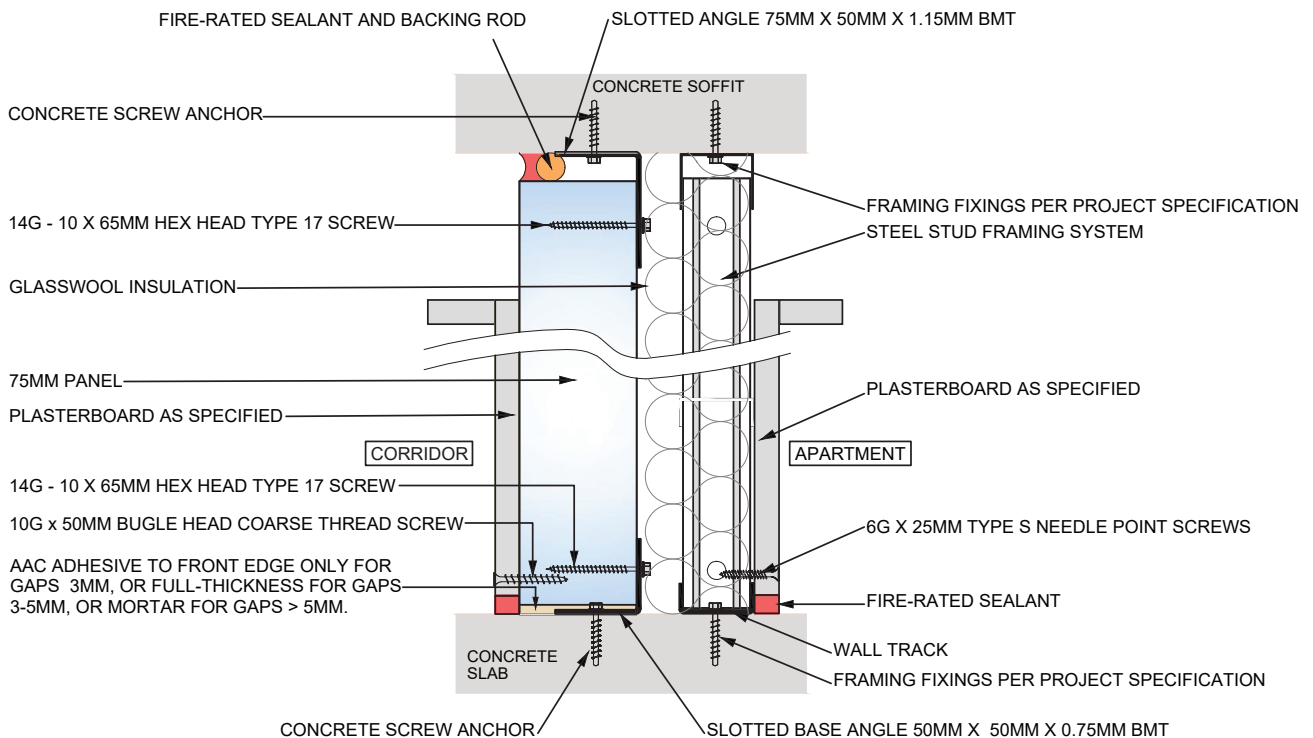 FIRE-RATED SEALANT AND BACKING ROD
SLOTTED ANGLE 75MM X 50MM X 1.15MM BMT
CONCRETE SOFFIT
CONCRETE SCREW ANCHOR
FRAMING FIXINGS PER PROJECT SPECIFICATION
14G - 10 X 65MM HEX HEAD TYPE 17 SCREW
STEEL STUD FRAMING SYSTEM
GLASSWOOL INSULATION
75MM PANEL
PLASTERBOARD AS SPECIFIED
PLASTERBOARD AS SPECIFIED
CORRIDOR
APARTMENT
14G - 10 X 65MM HEX HEAD TYPE 17 SCREW
10G x 50MM BUGLE HEAD COARSE THREAD SCREW
6G X 25MM TYPE S NEEDLE POINT SCREWS
AAC ADHESIVE TO FRONT EDGE ONLY FOR
GAPS 3MM, OR FULL-THICKNESS FOR GAPS
3-5MM, OR MORTAR FOR GAPS > 5MM.
FIRE-RATED SEALANT
WALL TRACK
CONCRETE
SLAB
FRAMING FIXINGS PER PROJECT SPECIFICATION
CONCRETE SCREW ANCHOR
SLOTTED BASE ANGLE 50MM X 50MM X 0.75MM BMT